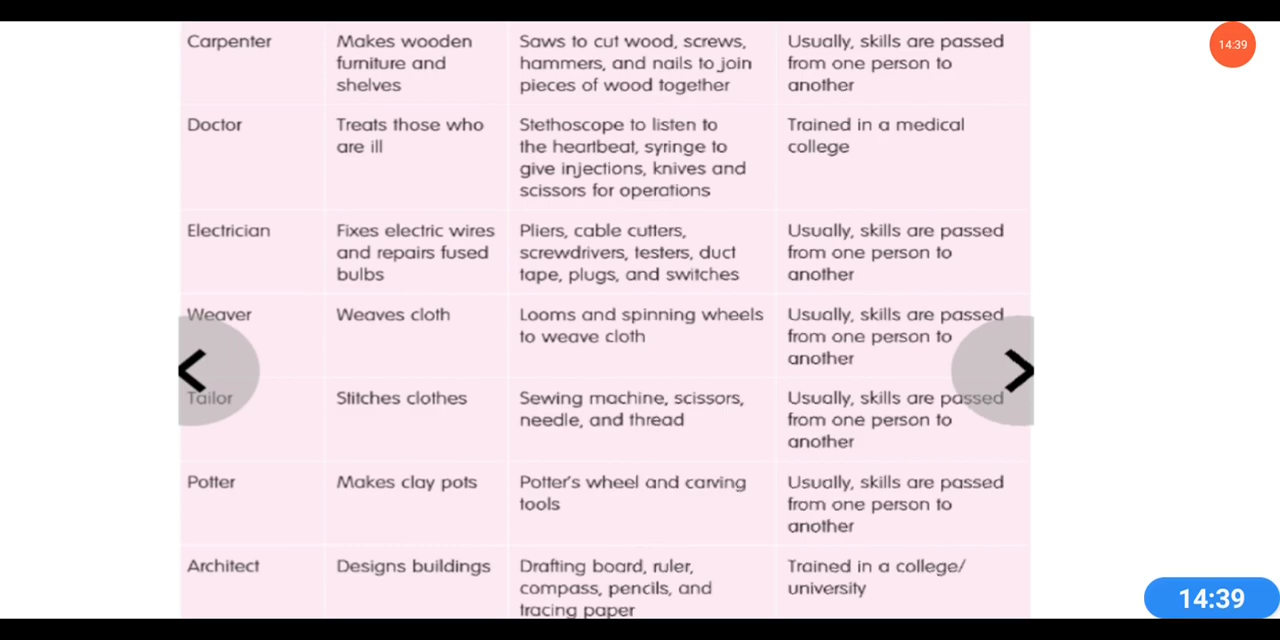 Carpenter
Makes wooden
furniture and
shelves
Saws to cut wood, screws,
hammers, and nails to join
pieces of wood together
Usually, skills are passed
from one person to
another
Doctor
Treats those who
are ill
Stethoscope to listen to
the heartbeat, syringe to
give injections, knives and
scissors for operations
Trained in a medical
college
Electrician
Fixes electric wires
and repairs fused
bulbs
Pliers, cable cutters,
screwdrivers, testers, duct
tape, plugs, and switches
Usually, skills are passed
from one person to
another
Weaver
Weaves cloth
Looms and spinning wheels
to weave cloth
Usually, skills are passed
from one person to
another
Tailor
Stitches clothes
Sewing machine, scissors,
needle, and thread
Usually, skills are passed
from one person to
another
Potter
Makes clay pots
Potter's wheel and carving
tools
Usually, skills are passed
from one person to
another
Architect
Designs buildings
Drafting board, ruler,
compass, pencils, and
tracing paper
Trained in a college/
university
14:39
14:39